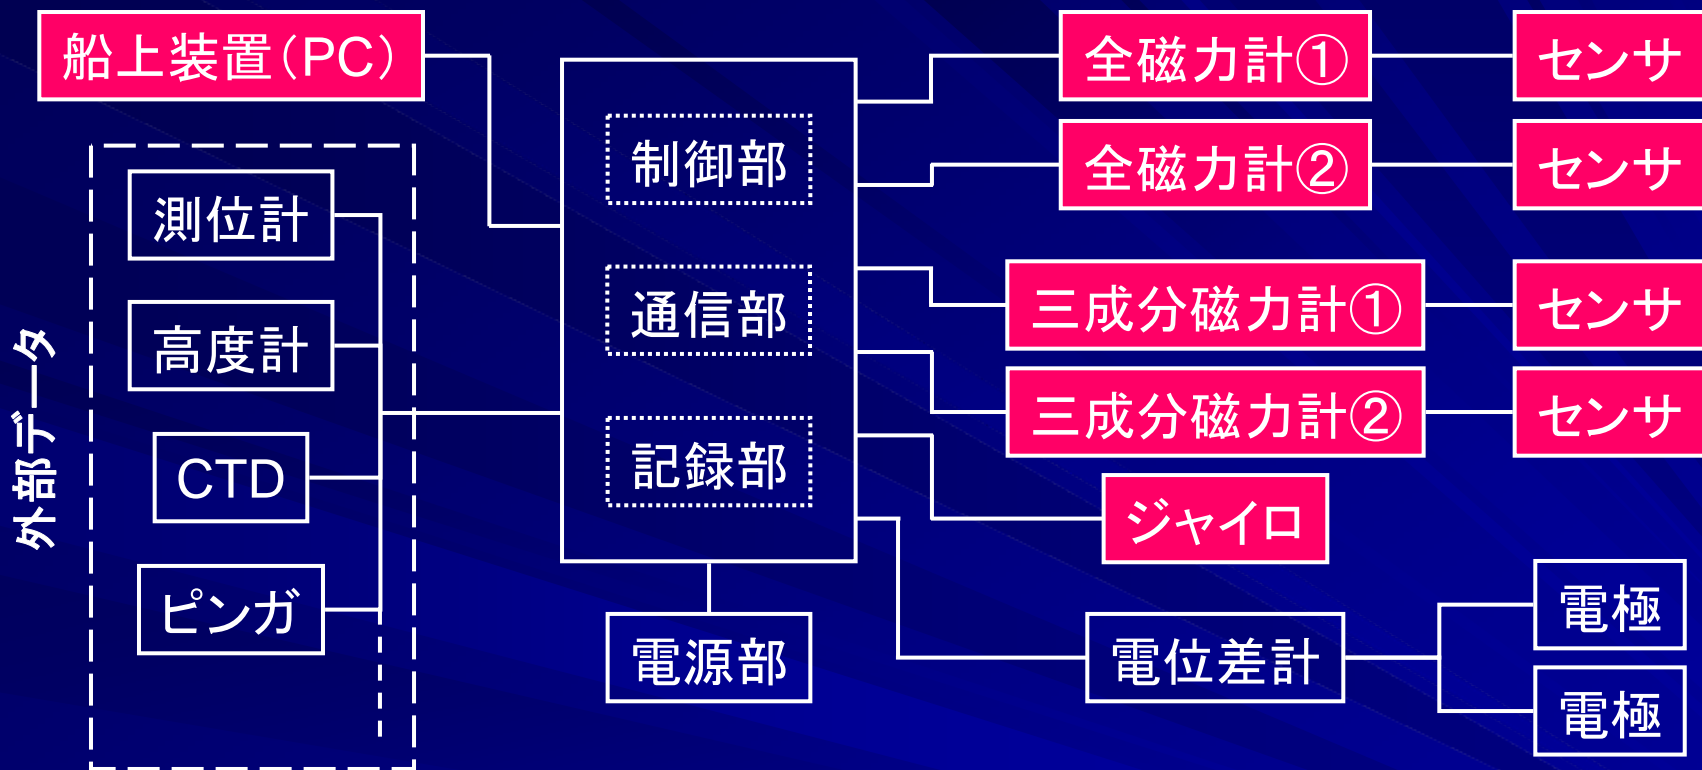 船上装置(PC)
外部データ
測位計
高度計
CTD
ピンガ
制御部
通信部
記録部
電源部
全磁力計①
センサ
全磁力計②
センサ
三成分磁力計①
センサ
三成分磁力計②
センサ
ジャイロ
電位差計
電極
電極